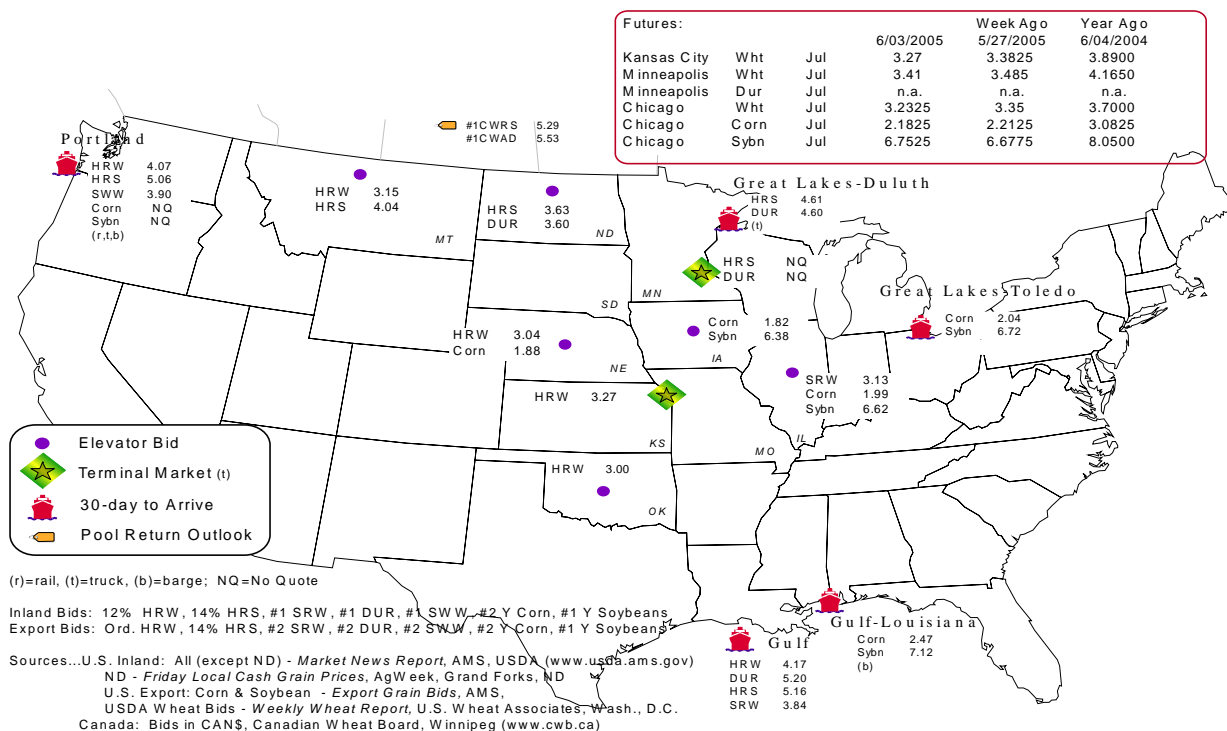 Futures: Week Ago Year Ago
6/03/2005 5/27/2005 6/04/2004
Kansas City Wht Jul 3.27 3.3825 3.8900
Minneapolis Wht Jul 3.41 3.485 4.1650
Minneapolis Dur Jul n.a. n.a. n.a.
Chicago Wht Jul 3.2325 3.35 3.7000
Chicago Corn Jul 2.1825 2.2125 3.0825
Chicago Sybn Jul 6.7525 6.6775 8.0500
#1CWRS 5.29
#1CWAD 5.53
Portland
HRW 4.07
HRS 5.06
SWW 3.90
Corn NQ
Sybn NQ
(r,t,b)
HRW 3.15
HRS 4.04
MT
HRS 3.63
DUR 3.60
ND
Great Lakes-Duluth
HRS 4.61
DUR 4.60
(t)
HRS NQ
DUR NQ
MN
SD
Great Lakes-Toledo
Corn 2.04
Sybn 6.72
HRW 3.04
Corn 1.88
NE
Corn 1.82
Sybn 6.38
IA
SRW 3.13
Corn 1.99
Sybn 6.62
IL
HRW 3.27
KS
MO
HRW 3.00
OK
Elevator Bid
Terminal Market (t)
30-day to Arrive
Pool Return Outlook
(r)=rail, (t)=truck, (b)=barge; NQ=No Quote
Inland Bids: 12% HRW, 14% HRS, #1 SRW, #1 DUR, #1 SWW, #2 Y Corn, #1 Y Soybeans
Export Bids: Ord. HRW, 14% HRS, #2 SRW, #2 DUR, #2 SWW, #2 Y Corn, #1 Y Soybeans
Gulf-Louisiana
Corn 2.47
Sybn 7.12
(b)
Gulf
HRW 4.17
DUR 5.20
HRS 5.16
SRW 3.84
Sources...U.S. Inland: All (except ND) - Market News Report, AMS, USDA (www.usda.ams.gov)
ND - Friday Local Cash Grain Prices, AgWeek, Grand Forks, ND
U.S. Export: Corn & Soybean - Export Grain Bids, AMS,
USDA Wheat Bids - Weekly Wheat Report, U.S. Wheat Associates, Wash., D.C.
Canada: Bids in CAN$, Canadian Wheat Board, Winnipeg (www.cwb.ca)